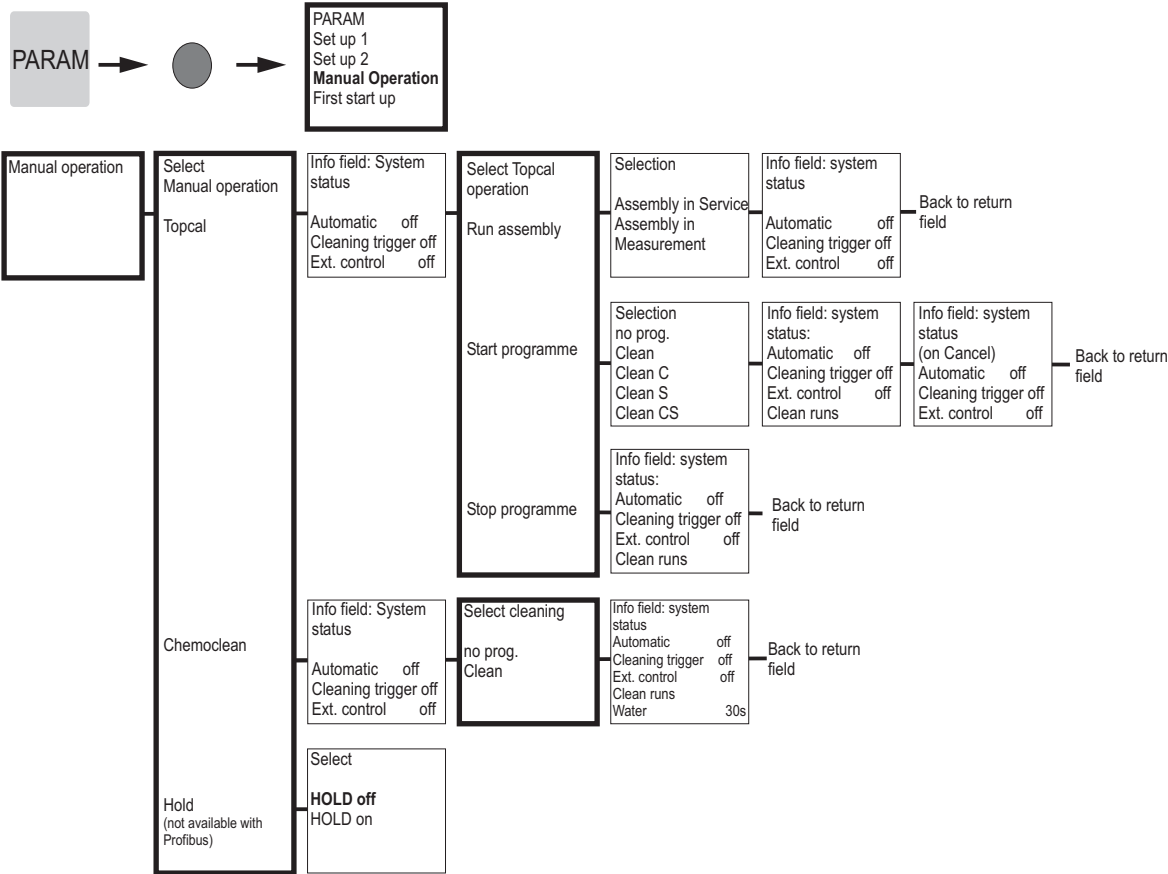 PARAM
PARAM
Set up 1
Set up 2
Manual Operation
First start up
Manual operation
Select
Manual operation
Topcal
Info field: System
status
Automatic off
Cleaning trigger off
Ext. control off
Select Topcal
operation
Run assembly
Selection
Assembly in Service
Assembly in
Measurement
Info field: system
status
Automatic off
Cleaning trigger off
Ext. control off
Back to return
field
Start programme
Selection
no prog.
Clean
Clean C
Clean S
Clean CS
Info field: system
status:
Automatic off
Cleaning trigger off
Ext. control off
Clean runs
Info field: system
status
(on Cancel)
Automatic off
Cleaning trigger off
Ext. control off
Back to return
field
Stop programme
Info field: system
status:
Automatic off
Cleaning trigger off
Ext. control off
Clean runs
Back to return
field
Chemoclean
Info field: System
status
Automatic off
Cleaning trigger off
Ext. control off
Select cleaning
no prog.
Clean
Info field: system
status
Automatic off
Cleaning trigger off
Ext. control off
Clean runs
Water 30s
Back to return
field
Hold
(not available with
Profibus)
Select
HOLD off
HOLD on